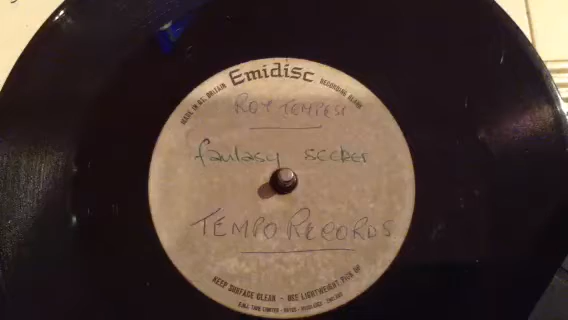 Emidisc
MADE IN GT. BRITAIN
RECORDING BLANK
ROY TEMPEST
fantasy seeker
TEMPO RECORDS
KEEP SURFACE CLEAN - USE LIGHTWEIGHT PICK UP